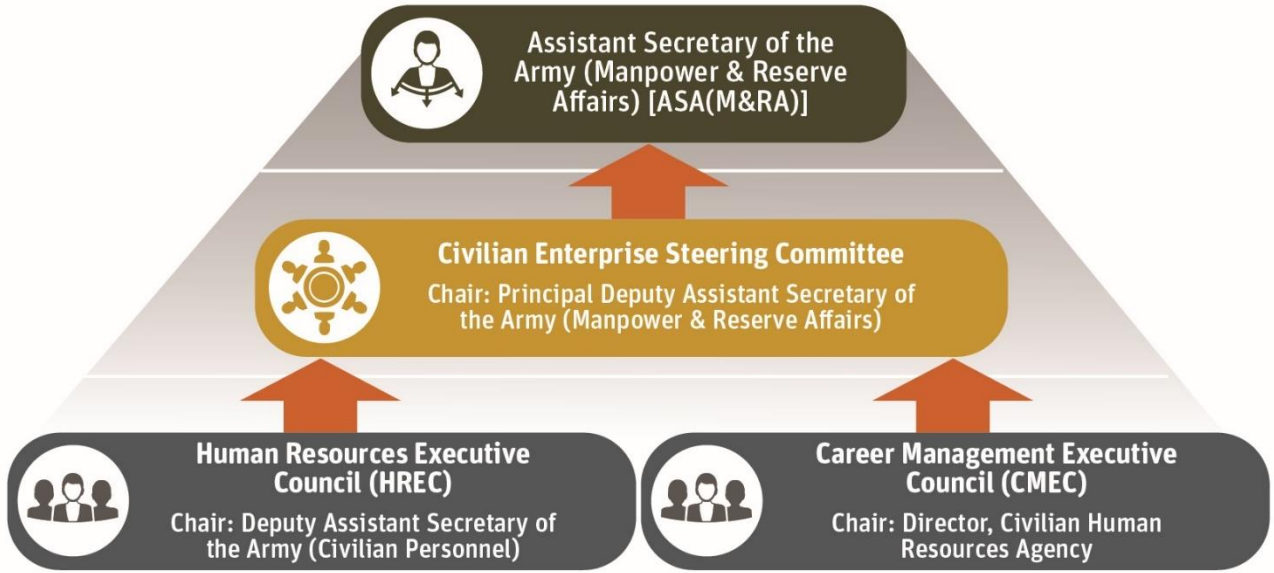 Assistant Secretary of the
Army (Manpower & Reserve
Affairs) [ASA(M&RA)]
Civilian Enterprise Steering Committee
Chair: Principal Deputy Assistant Secretary of
the Army (Manpower & Reserve Affairs)
Human Resources Executive
Council (HREC)
Chair: Deputy Assistant Secretary of
the Army (Civilian Personnel)
Career Management Executive
Council (CMEC)
Chair: Director, Civilian Human
Resources Agency